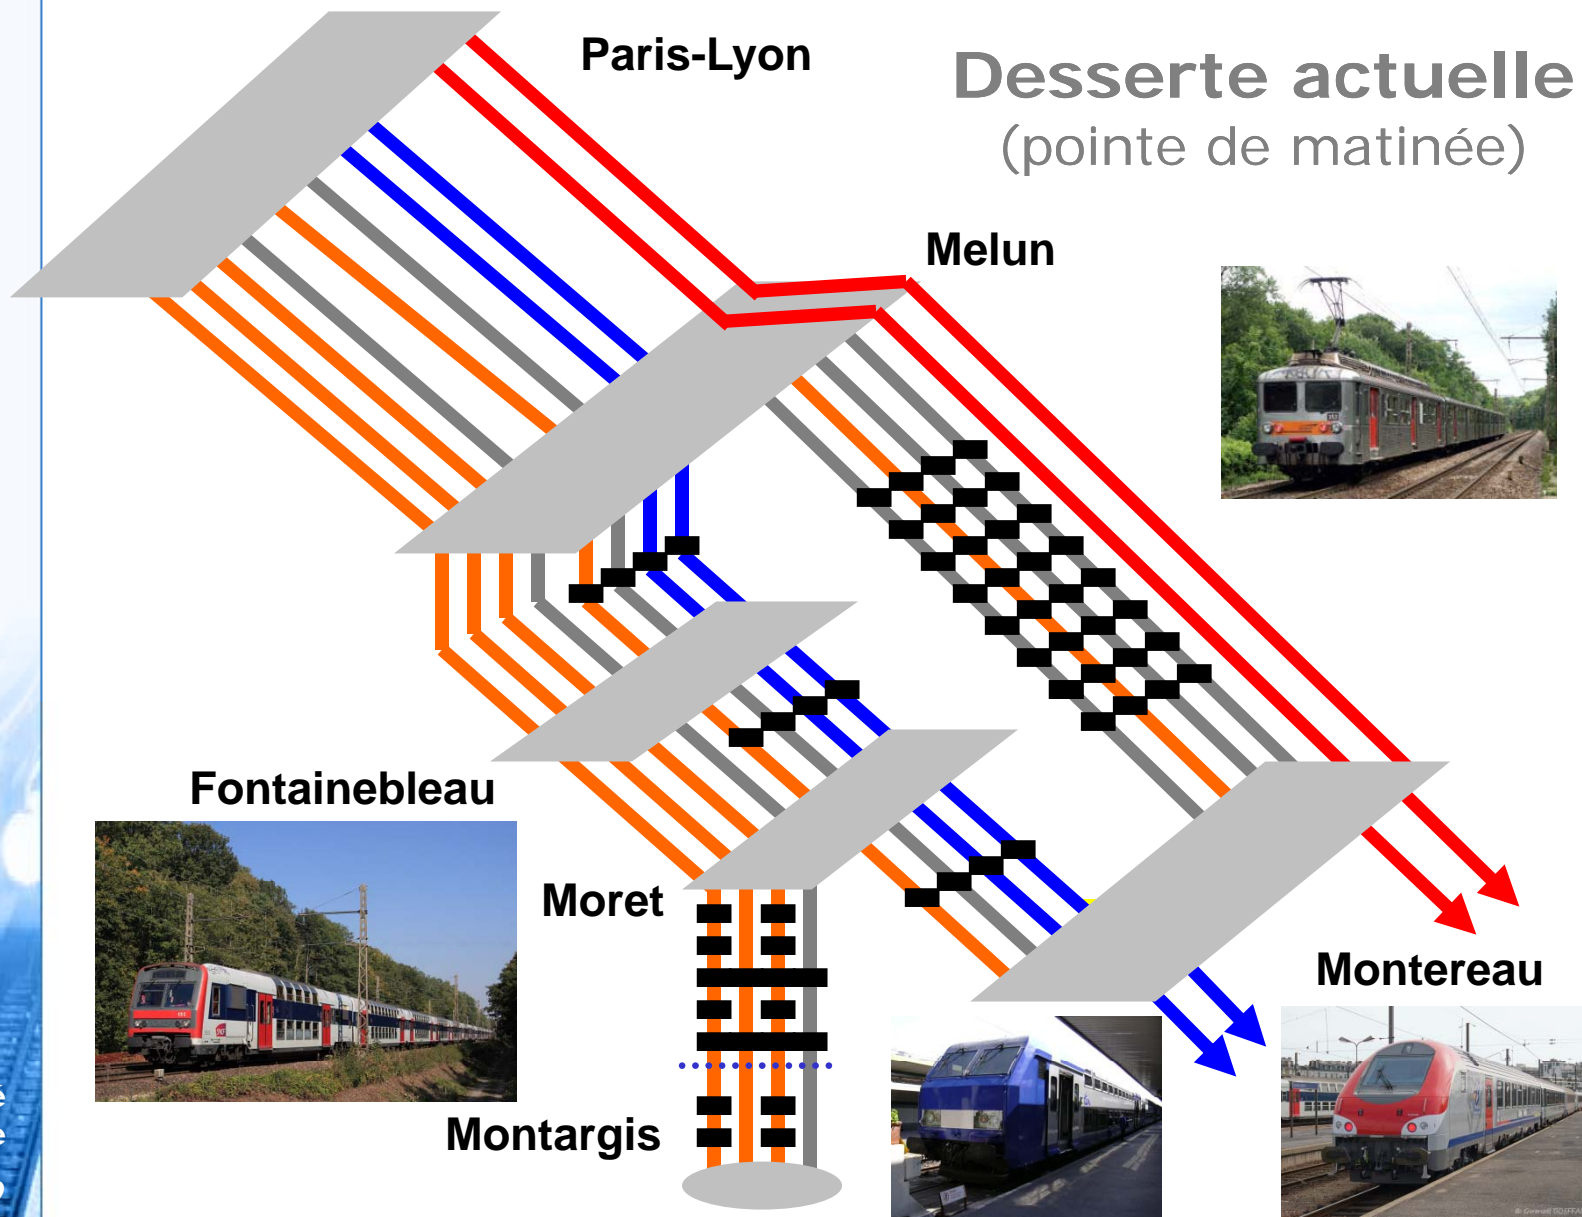 Paris-Lyon
Desserte actuelle
(pointe de matinée)
Melun
Fontainebleau
Moret
Montereau
Montargis